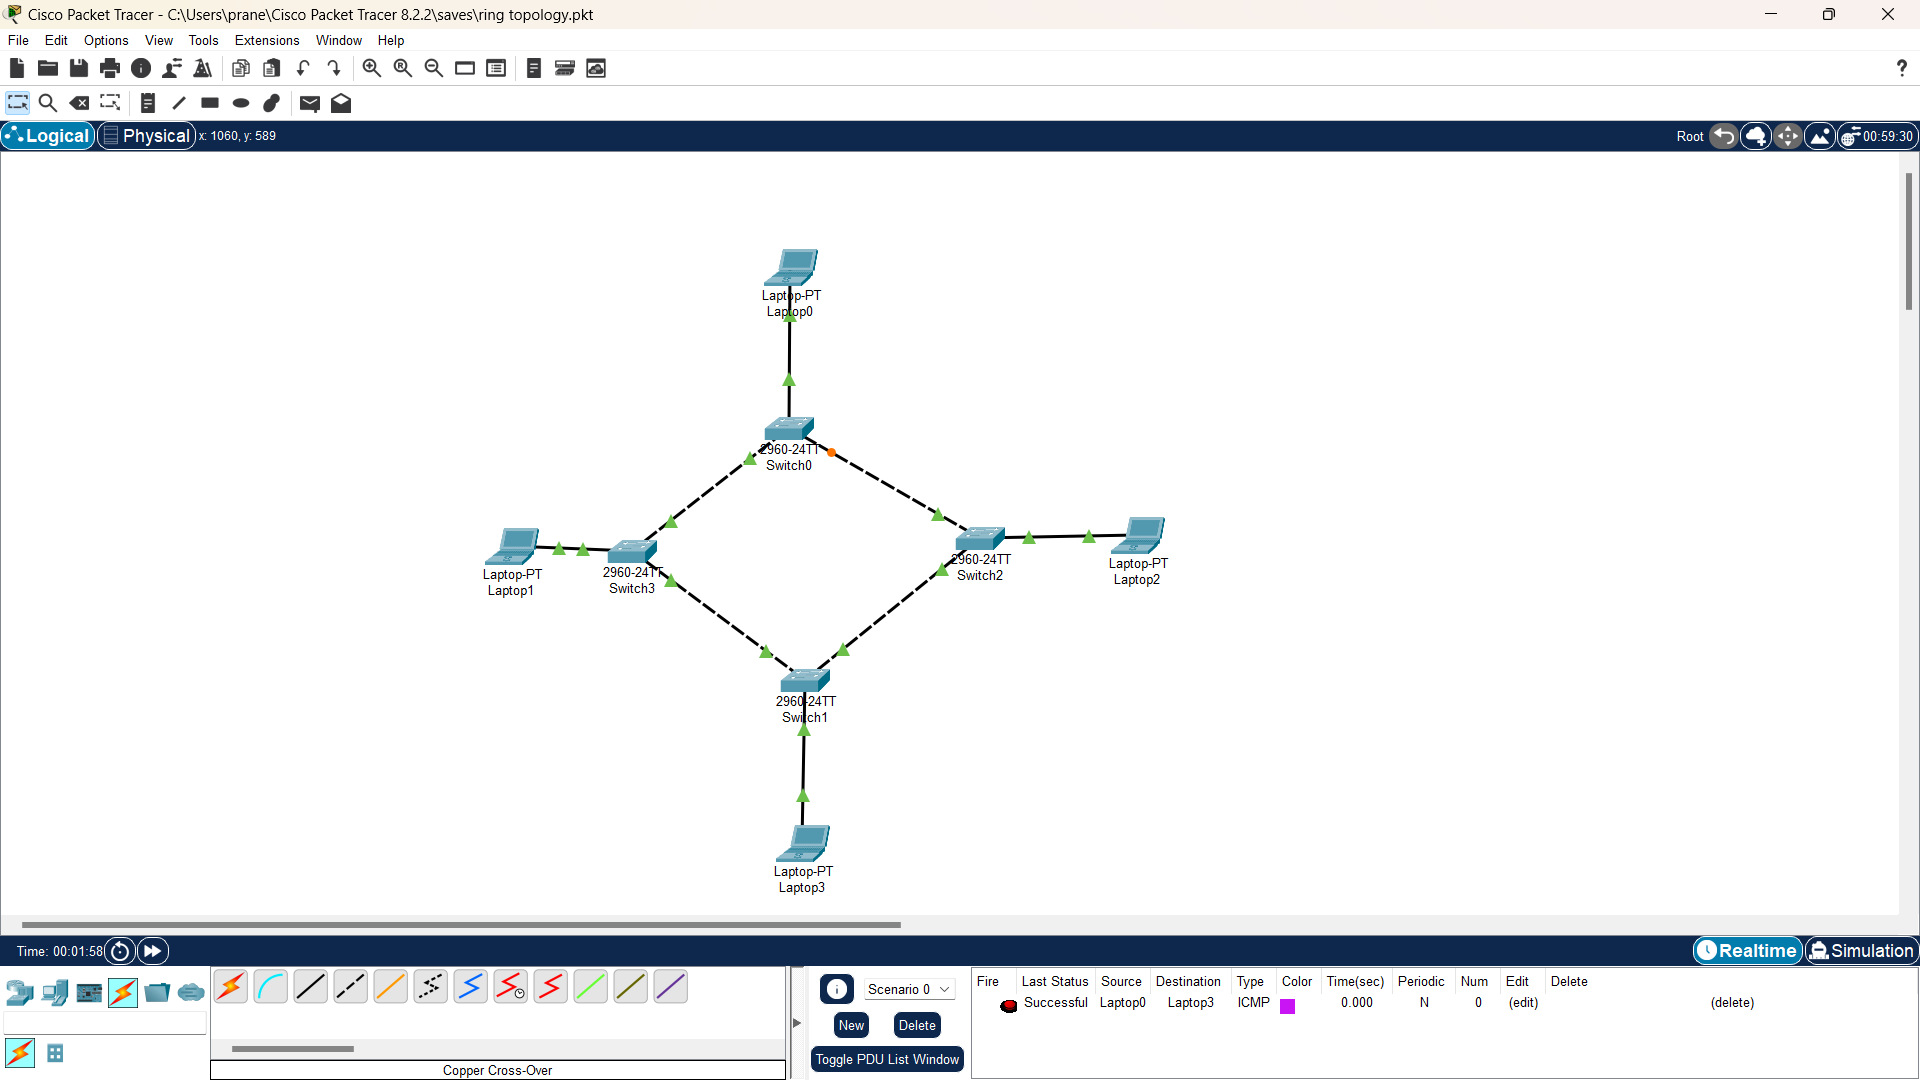 Cisco Packet Tracer - C:\Users\prane\Cisco Packet Tracer 8.2.2\saves\ring topology.pkt
File Edit Options View Tools Extensions Window Help
?
Logical Physical x: 1060, y: 589 Root 00:59:30
Laptop-PT
Laptop0
2960-24TT
Switch0
Laptop-PT
Laptop1
2960-24TT
Switch3
2960-24TT
Switch2
Laptop-PT
Laptop2
2960-24TT
Switch1
Laptop-PT
Laptop3
Time: 00:01:58 Realtime Simulation
Scenario 0
New Delete
Toggle PDU List Window
Fire Last Status Source Destination Type Color Time(sec) Periodic Num Edit Delete
Successful Laptop0 Laptop3 ICMP 0.000 N 0 (edit) (delete)
Copper Cross-Over